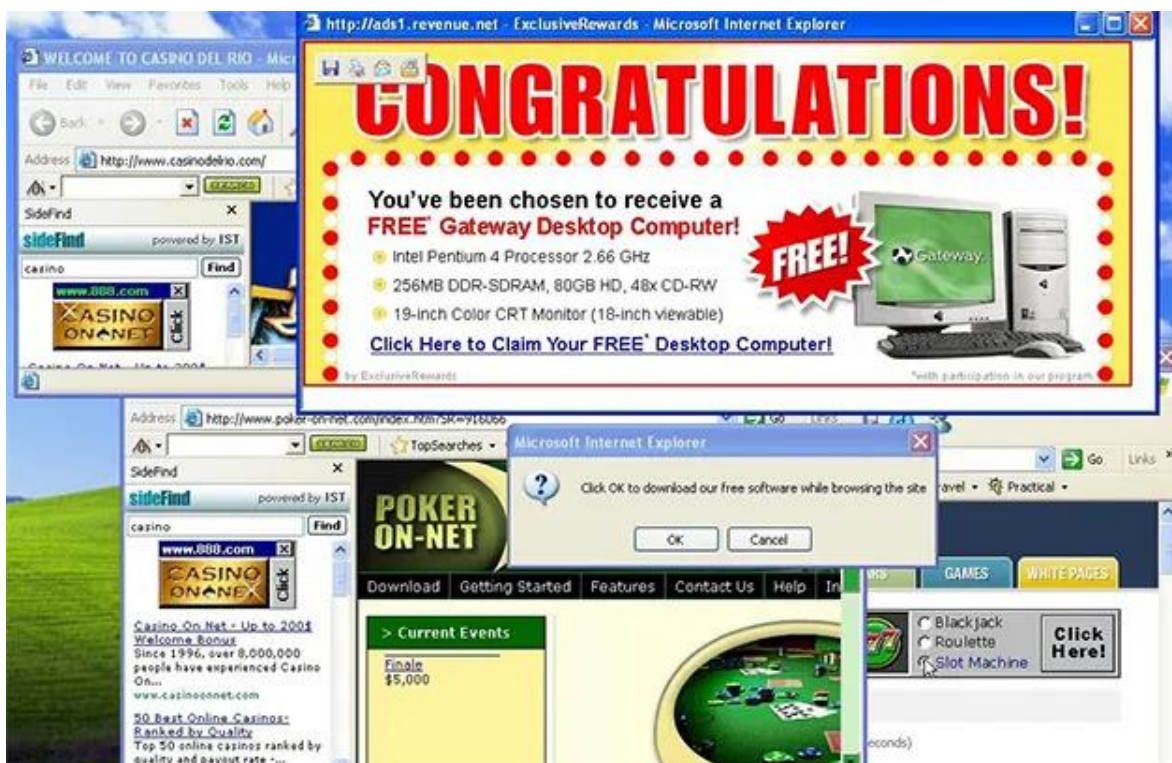 http://ads1.revenue.net - ExclusiveRewards - Microsoft Internet Explorer
CONGRATULATIONS!
You've been chosen to receive a
FREE* Gateway Desktop Computer!
Intel Pentium 4 Processor 2.66 GHz
256MB DDR-SDRAM, 80GB HD, 48x CD-RW
19-inch Color CRT Monitor (18-inch viewable)
Click Here to Claim Your FREE* Desktop Computer!
by ExclusiveRewards
*with participation in our program
FREE!
Gateway
WELCOME TO CASINO DEL RIO - Micr
File Edit View Favorites Tools Help
Back
Address http://www.casinodelrio.com/
SideFind
sideFind powered by IST
casino Find
www.888.com
CASINO
ON NET
Click
Casino On Net - Up to 200$
Address http://www.poker-on-net.com/index.htm?SR=916066
Go Links
TopSearches
SideFind
sideFind powered by IST
casino Find
www.888.com
CASINO
ON NET
Click
Casino On Net - Up to 200$
Welcome Bonus
Since 1996, over 8,000,000
people have experienced Casino
On...
www.casinoonnet.com
50 Best Online Casinos-
Ranked by Quality
Top 50 online casinos ranked by
quality and payout rate -...
POKER
ON-NET
Download Getting Started Features Contact Us Help In
> Current Events
Finale
$5,000
Microsoft Internet Explorer
Click OK to download our free software while browsing the site
OK Cancel
Go Links
ravel Practical
ARS GAMES WHITE PAGES
777
Blackjack
Roulette
Slot Machine
Click
Here!
econds)